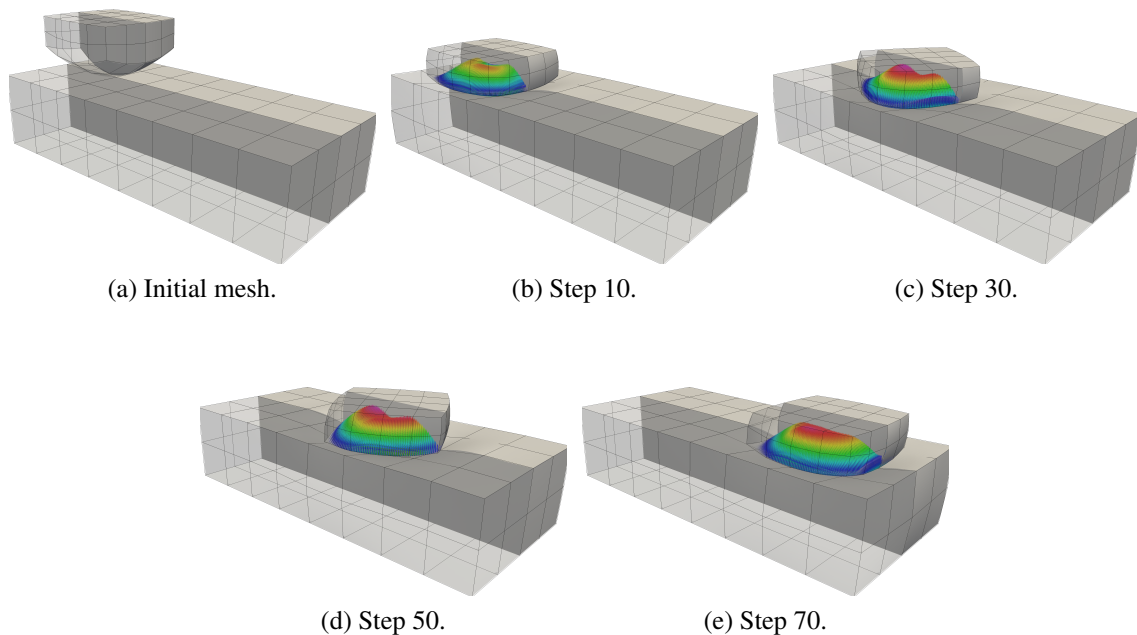 (a) Initial mesh.
(b) Step 10.
(c) Step 30.
(d) Step 50.
(e) Step 70.